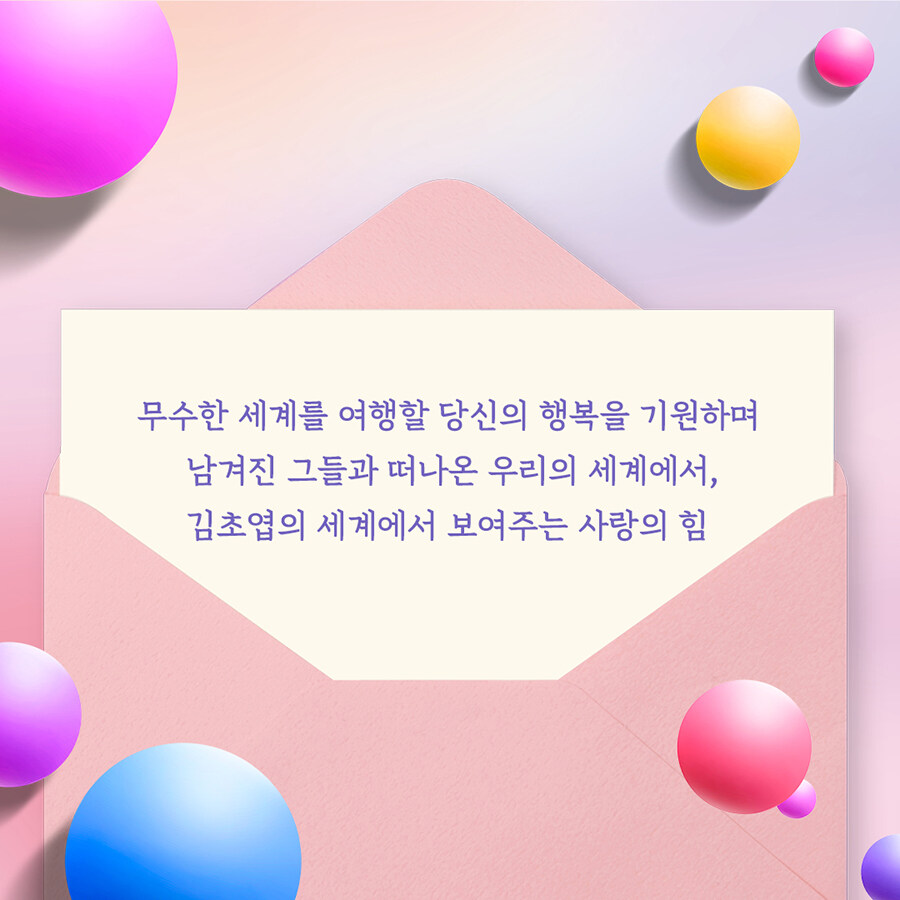 무수한 세계를 여행할 당신의 행복을 기원하며
남겨진 그들과 떠나온 우리의 세계에서,
김초엽의 세계에서 보여주는 사랑의 힘